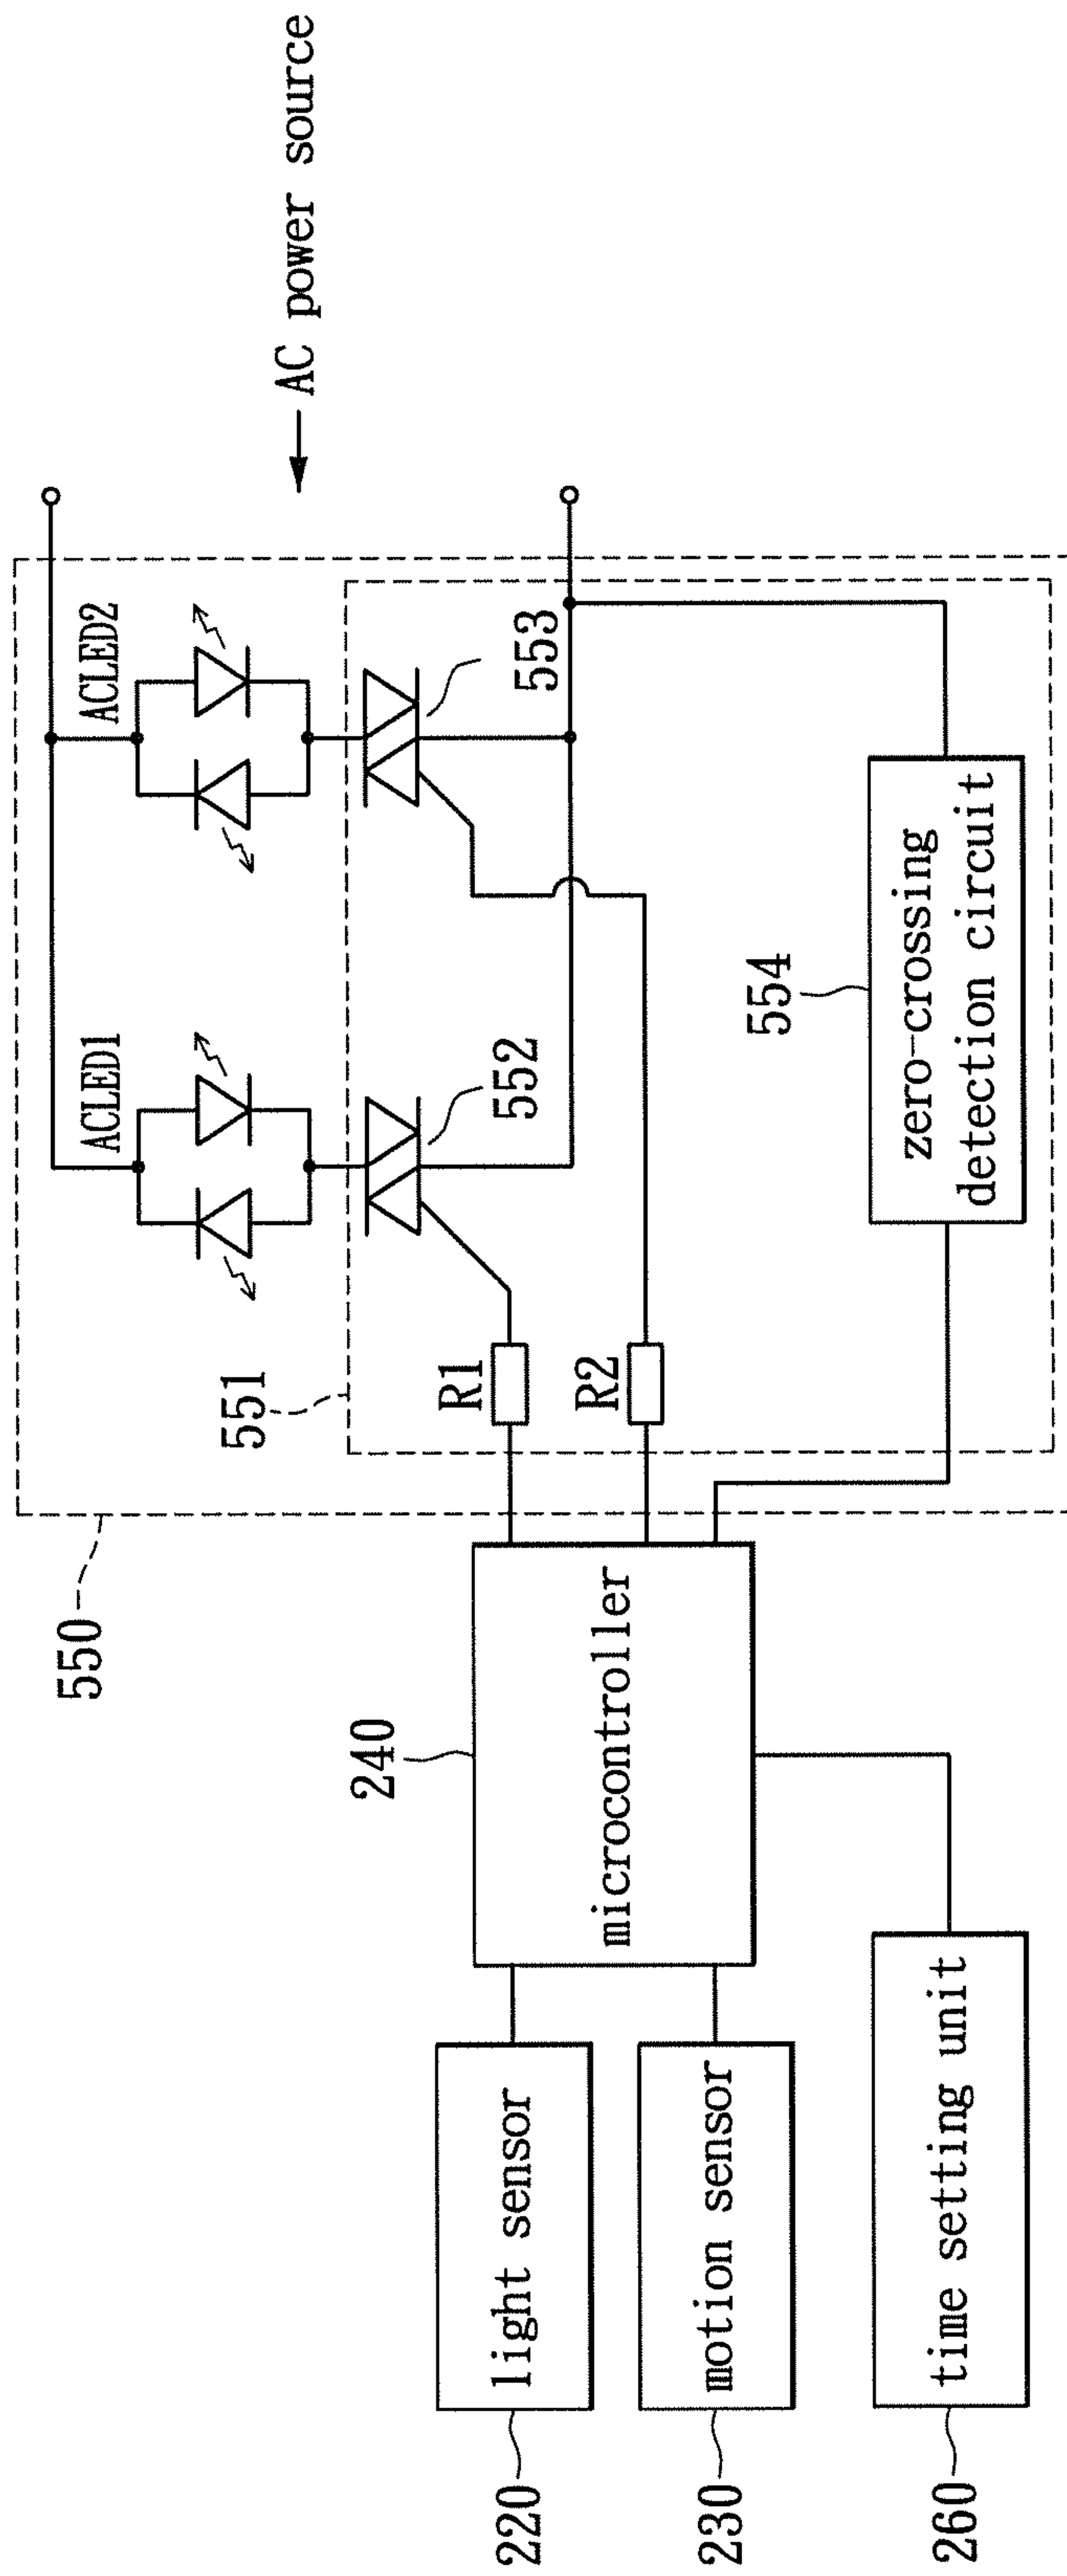 AC power source
550
551
ACLED1
ACLED2
552
553
R1
R2
554
zero-crossing
detection circuit
240
microcontroller
220
light sensor
230
motion sensor
260
time setting unit